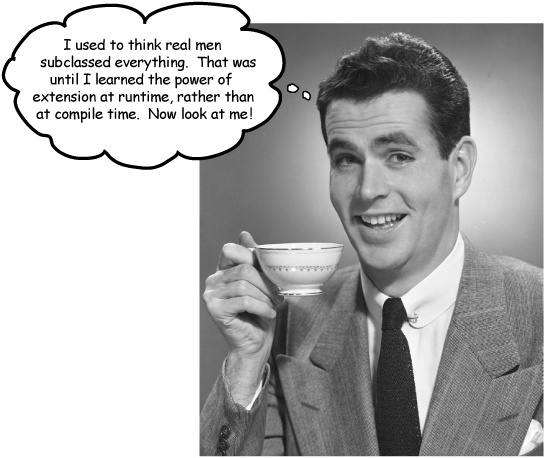 I used to think real men
subclassed everything. That was
until I learned the power of
extension at runtime, rather than
at compile time. Now look at me!